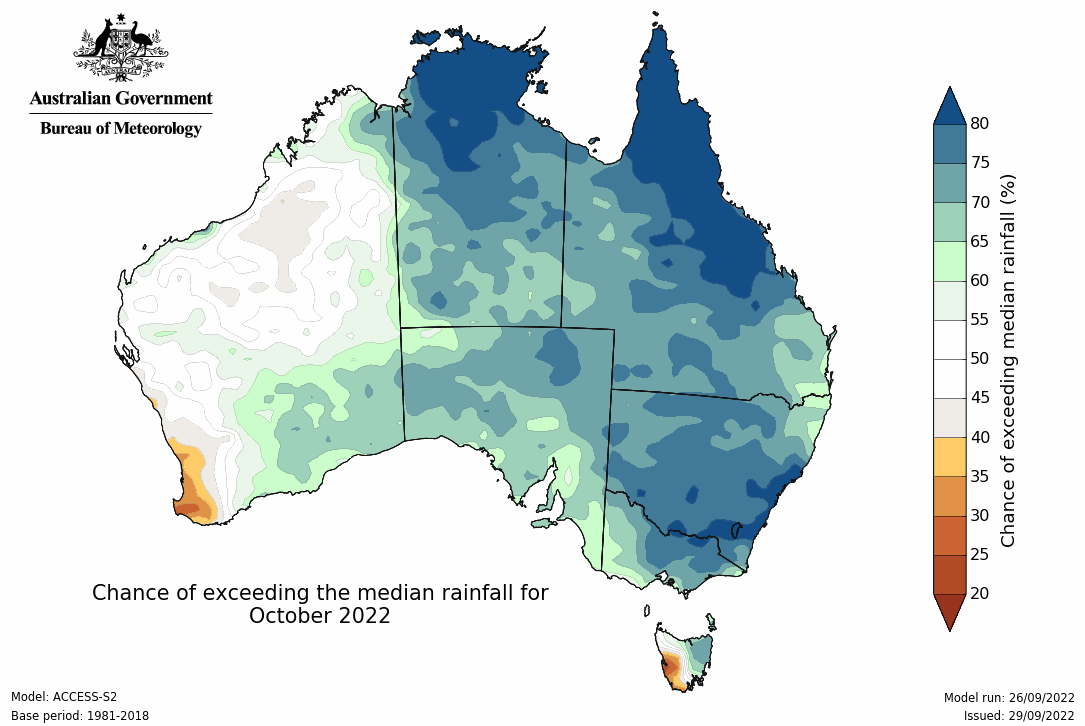 Australian Government
Bureau of Meteorology
80
75
70
65
60
55
50
45
40
35
30
25
20
Chance of exceeding median rainfall (%)
Chance of exceeding the median rainfall for
October 2022
Model: ACCESS-S2
Base period: 1981-2018
Model run: 26/09/2022
Issued: 29/09/2022